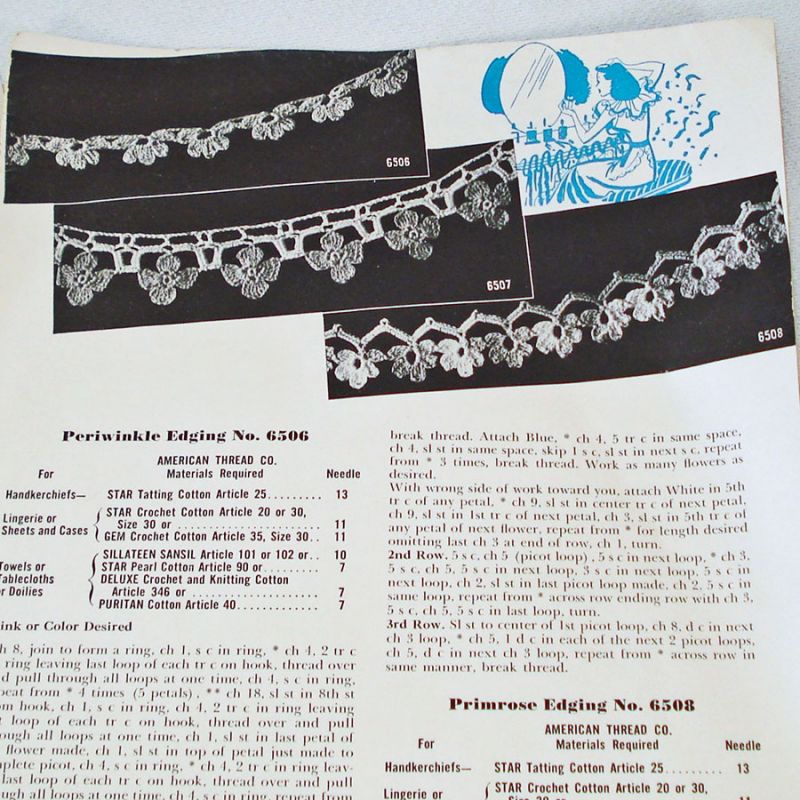 6506
6507
6508
Periwinkle Edging No. 6506
AMERICAN THREAD CO.
For Materials Required Needle
Handkerchiefs— STAR Tatting Cotton Article 25......... 13
Lingerie or
Sheets and Cases
STAR Crochet Cotton Article 20 or 30,
Size 30 or ........................ 11
GEM Crochet Cotton Article 35, Size 30.. 11
Towels or
Tablecloths
or Doilies
SILLATEEN SANSIL Article 101 or 102 or.. 10
STAR Pearl Cotton Article 90 or......... 7
DELUXE Crochet and Knitting Cotton
Article 346 or .................... 7
PURITAN Cotton Article 40............. 7
ink or Color Desired
h 8, join to form a ring, ch 1, s c in ring, * ch 4, 2 tr c
ring leaving last loop of each tr c on hook, thread over
d pull through all loops at one time, ch 4, s c in ring,
peat from * 4 times (5 petals). ** ch 18, sl st in 8th st
om hook, ch 1, s c in ring, ch 4, 2 tr c in ring leaving
t loop of each tr c on hook, thread over and pull
ough all loops at one time, ch 1, sl st in last petal of
flower made, ch 1, sl st in top of petal just made to
plete picot, ch 4, s c in ring. * ch 4, 2 tr c in ring leav-
last loop of each tr c on hook, thread over and pull
ugh all loops at one time, ch 4, s c in ring, repeat from
break thread. Attach Blue, * ch 4, 5 tr c in same space,
ch 4, sl st in same space, skip 1 s c, sl st in next s c, repeat
from * 3 times, break thread. Work as many flowers as
desired.
With wrong side of work toward you, attach White in 5th
tr c of any petal, * ch 9, sl st in center tr c of next petal,
ch 9, sl st in 1st tr c of next petal, ch 3, sl st in 5th tr c of
any petal of next flower, repeat from * for length desired
omitting last ch 3 at end of row, ch 1, turn.
2nd Row. 5 s c, ch 5 (picot loop), 5 s c in next loop, * ch 3,
5 s c, ch 5, 5 s c in next loop, 3 s c in next loop, 5 s c in
next loop, ch 2, sl st in last picot loop made, ch 2, 5 s c in
same loop, repeat from * across row ending row with ch 3,
5 s c, ch 5, 5 s c in last loop, turn.
3rd Row. Sl st to center of 1st picot loop, ch 8, d c in next
ch 3 loop, * ch 5, 1 d c in each of the next 2 picot loops,
ch 5, d c in next ch 3 loop, repeat from * across row in
same manner, break thread.
Primrose Edging No. 6508
AMERICAN THREAD CO.
For Materials Required Needle
Handkerchiefs— STAR Tatting Cotton Article 25......... 13
Lingerie or
STAR Crochet Cotton Article 20 or 30,